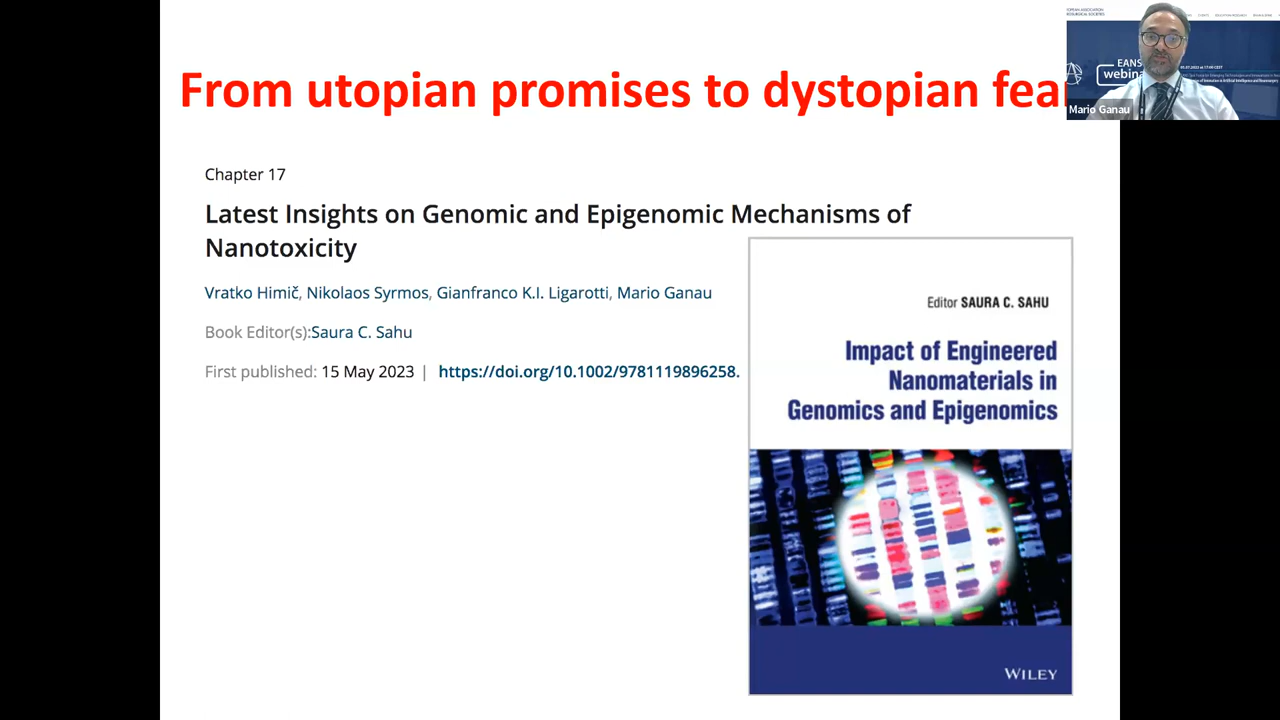 From utopian promises to dystopian fea
Chapter 17
Latest Insights on Genomic and Epigenomic Mechanisms of
Nanotoxicity
Vratko Himič, Nikolaos Syrmos, Gianfranco K.I. Ligarotti, Mario Ganau
Book Editor(s):Saura C. Sahu
First published: 15 May 2023 | https://doi.org/10.1002/9781119896258.
Editor SAURA C. SAHU
Impact of Engineered
Nanomaterials in
Genomics and Epigenomics
WILEY
EANS
webina
Mario Ganau